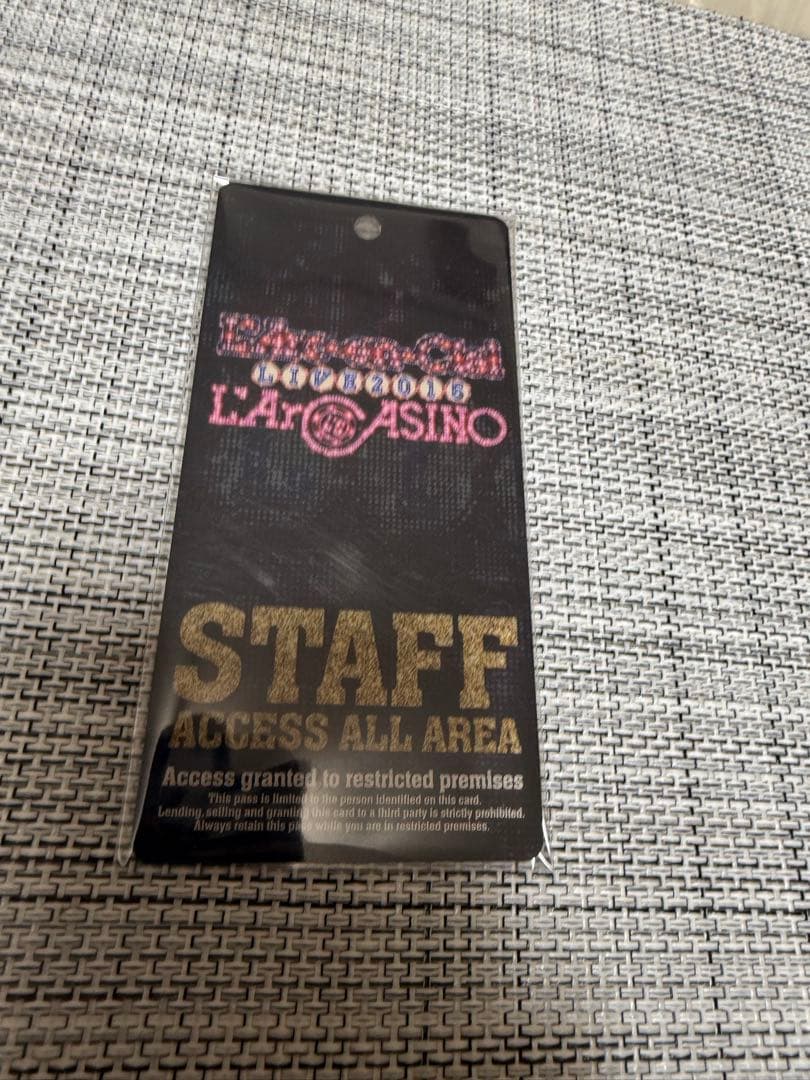 L'Arc~en~Ciel
LIVE2015
L'ArCASINO
STAFF
ACCESS ALL AREA
Access granted to restricted premises
This pass is limited to the person identified on this card.
Lending, selling and granting this card to a third party is strictly prohibited.
Always retain this pass while you are in restricted premises.